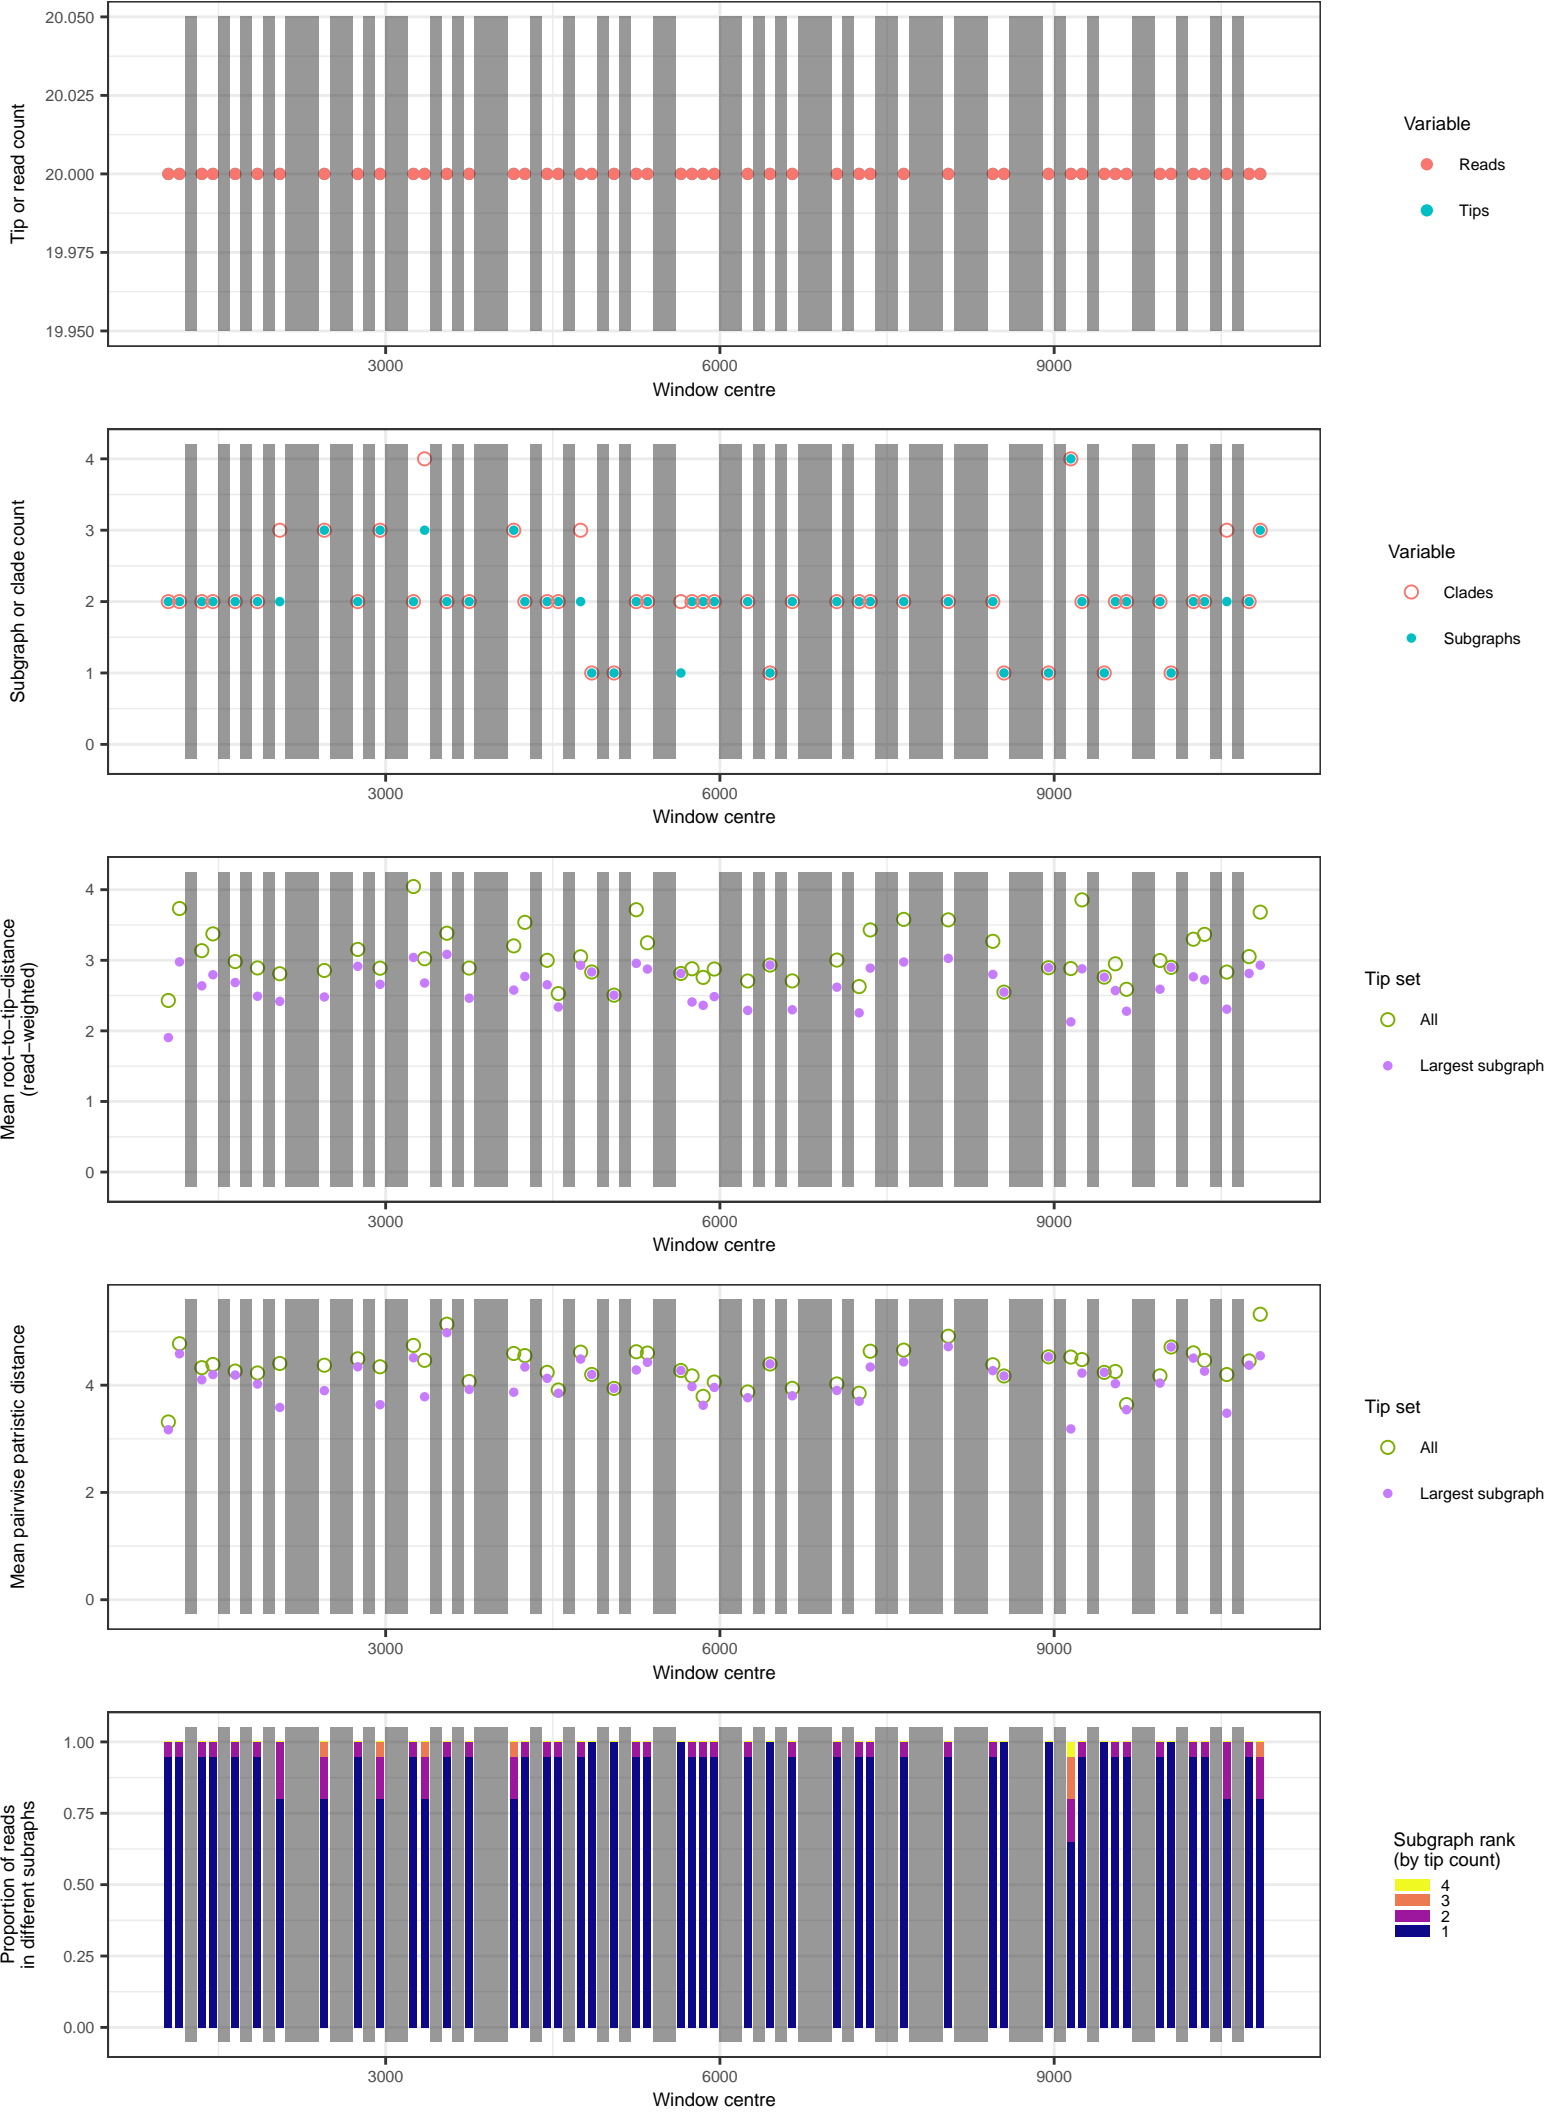 20.050
20.025
20.000
19.975
19.950
Tip or read count
3000
6000
9000
Window centre
Variable
Reads
Tips
4
3
2
1
0
Subgraph or clade count
3000
6000
9000
Window centre
Variable
Clades
Subgraphs
4
3
2
1
0
Mean root−to−tip−distance
(read−weighted)
3000
6000
9000
Window centre
Tip set
All
Largest subgraph
4
2
0
Mean pairwise patristic distance
3000
6000
9000
Window centre
Tip set
All
Largest subgraph
1.00
0.75
0.50
0.25
0.00
Proportion of reads
in different subraphs
3000
6000
9000
Window centre
Subgraph rank
(by tip count)
4
3
2
1